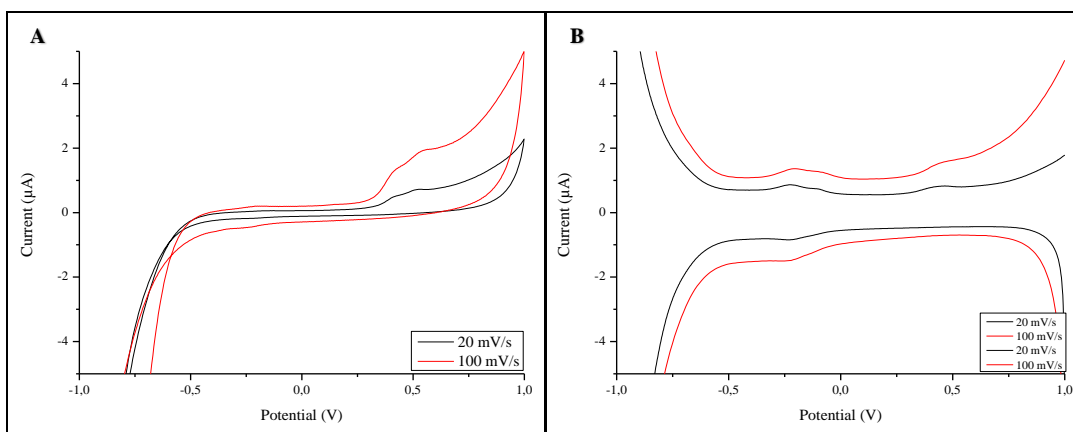 A
4
2
0
-2
-4
Current (µA)
-1,0
-0,5
0,0
0,5
1,0
Potential (V)
20 mV/s
100 mV/s
B
4
2
0
-2
-4
Current (µA)
-1,0
-0,5
0,0
0,5
1,0
Potential (V)
20 mV/s
100 mV/s
20 mV/s
100 mV/s